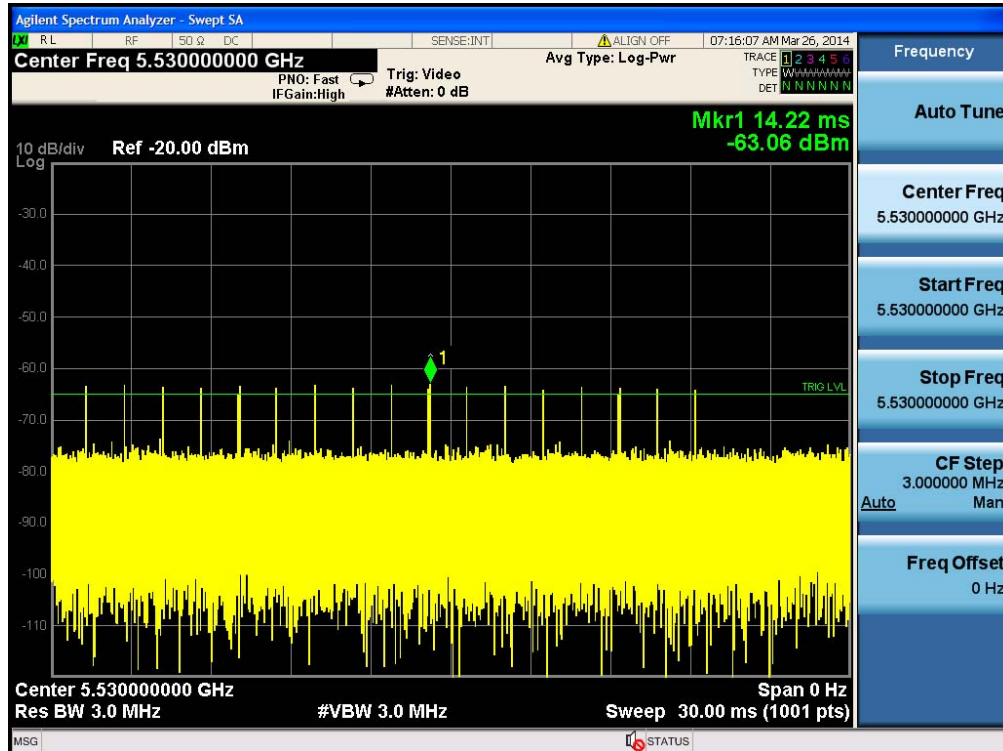 Agilent Spectrum Analyzer - Swept SA
LXI RL RF 50 Ω DC SENSE:INT ALIGN OFF 07:16:07 AM Mar 26, 2014
Center Freq 5.530000000 GHz
PNO: Fast
IFGain:High
Trig: Video
#Atten: 0 dB
Avg Type: Log-Pwr
TRACE 1 2 3 4 5 6
TYPE WWWWWW
DET N N N N N N
Mkr1 14.22 ms
-63.06 dBm
10 dB/div Ref -20.00 dBm
Log
-30.0
-40.0
-50.0
-60.0
-70.0
-80.0
-90.0
-100
-110
1
TRIG LVL
Center 5.530000000 GHz Span 0 Hz
Res BW 3.0 MHz #VBW 3.0 MHz Sweep 30.00 ms (1001 pts)
MSG STATUS
Frequency
Auto Tune
Center Freq
5.530000000 GHz
Start Freq
5.530000000 GHz
Stop Freq
5.530000000 GHz
CF Step
3.000000 MHz
Auto Man
Freq Offset
0 Hz